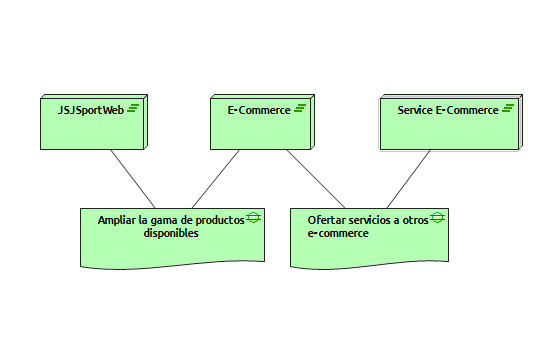 JSJSportWeb
E-Commerce
Service E-Commerce
Ampliar la gama de productos
disponibles
Ofertar servicios a otros
e-commerce